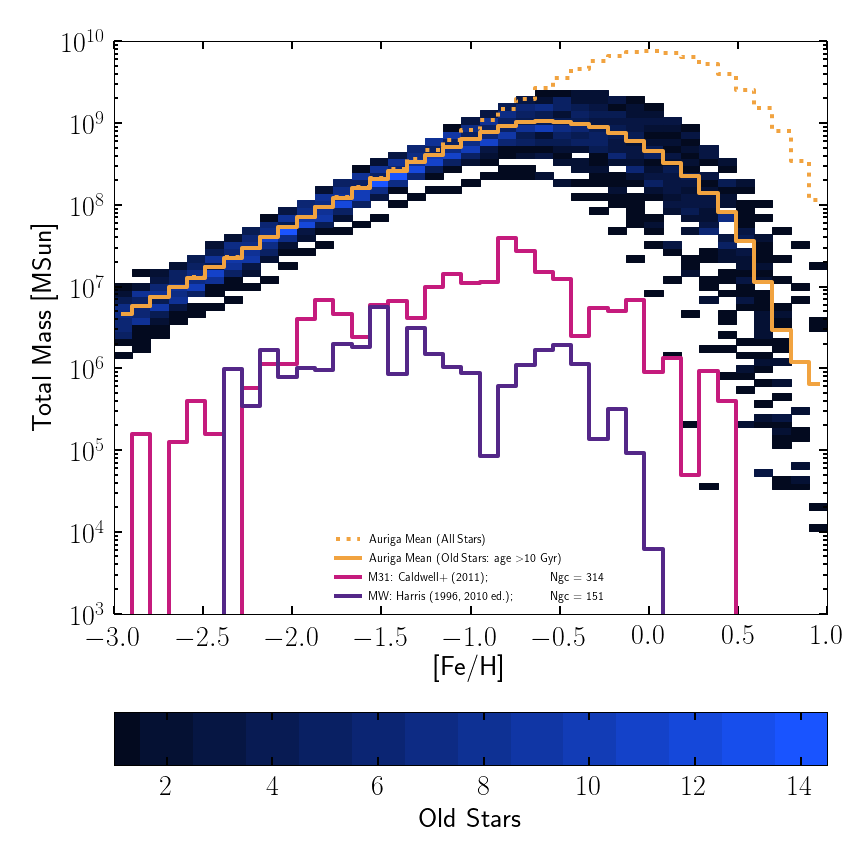 10^10
10^9
10^8
10^7
10^6
10^5
10^4
10^3
Total Mass [MSun]
Auriga Mean (All Stars)
Auriga Mean (Old Stars: age >10 Gyr)
M31: Caldwell+ (2011); Ngc = 314
MW: Harris (1996, 2010 ed.); Ngc = 151
−3.0 −2.5 −2.0 −1.5 −1.0 −0.5 0.0 0.5 1.0
[Fe/H]
2 4 6 8 10 12 14
Old Stars